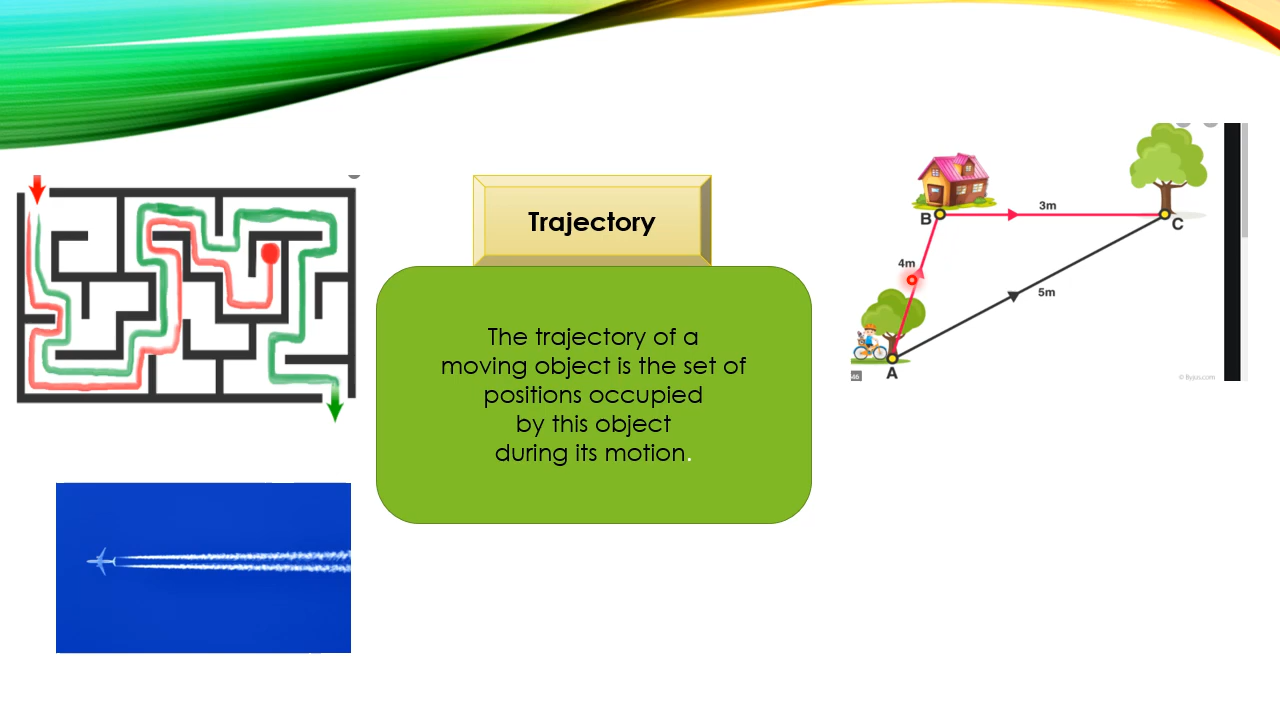 Trajectory
The trajectory of a
moving object is the set of
positions occupied
by this object
during its motion.
B
3m
C
4m
5m
A
© Byjus.com